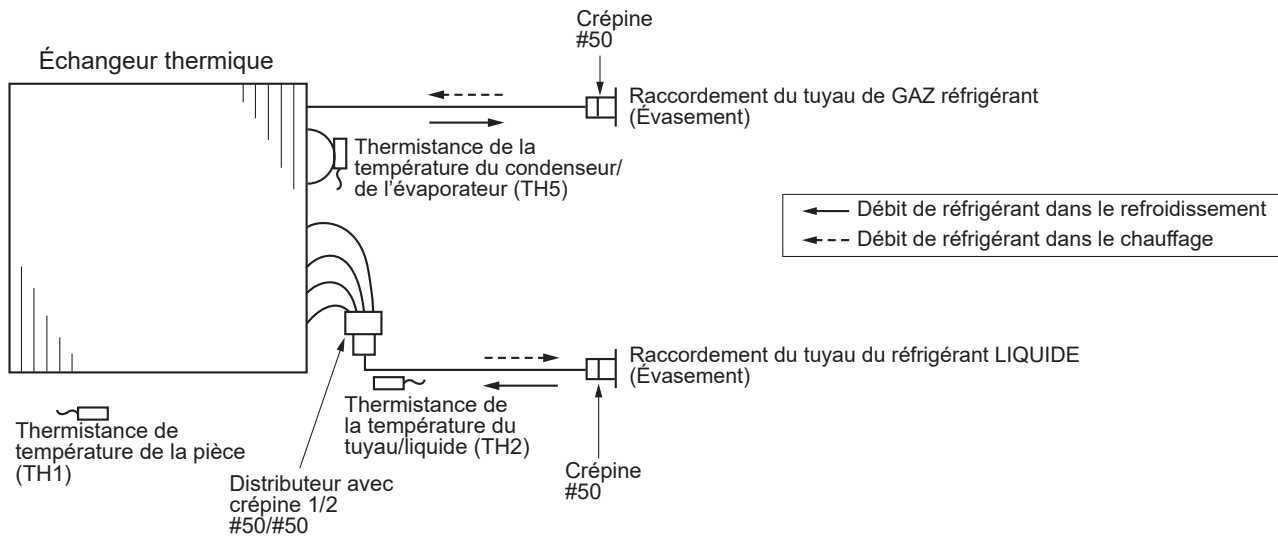 Crépine
#50
Échangeur thermique
Raccordement du tuyau de GAZ réfrigérant
(Évasement)
Thermistance de la
température du condenseur/
de l'évaporateur (TH5)
Débit de réfrigérant dans le refroidissement
Débit de réfrigérant dans le chauffage
Raccordement du tuyau du réfrigérant LIQUIDE
(Évasement)
Thermistance de
la température du
tuyau/liquide (TH2)
Thermistance de
température de la pièce
(TH1)
Crépine
#50
Distributeur avec
crépine 1/2
#50/#50